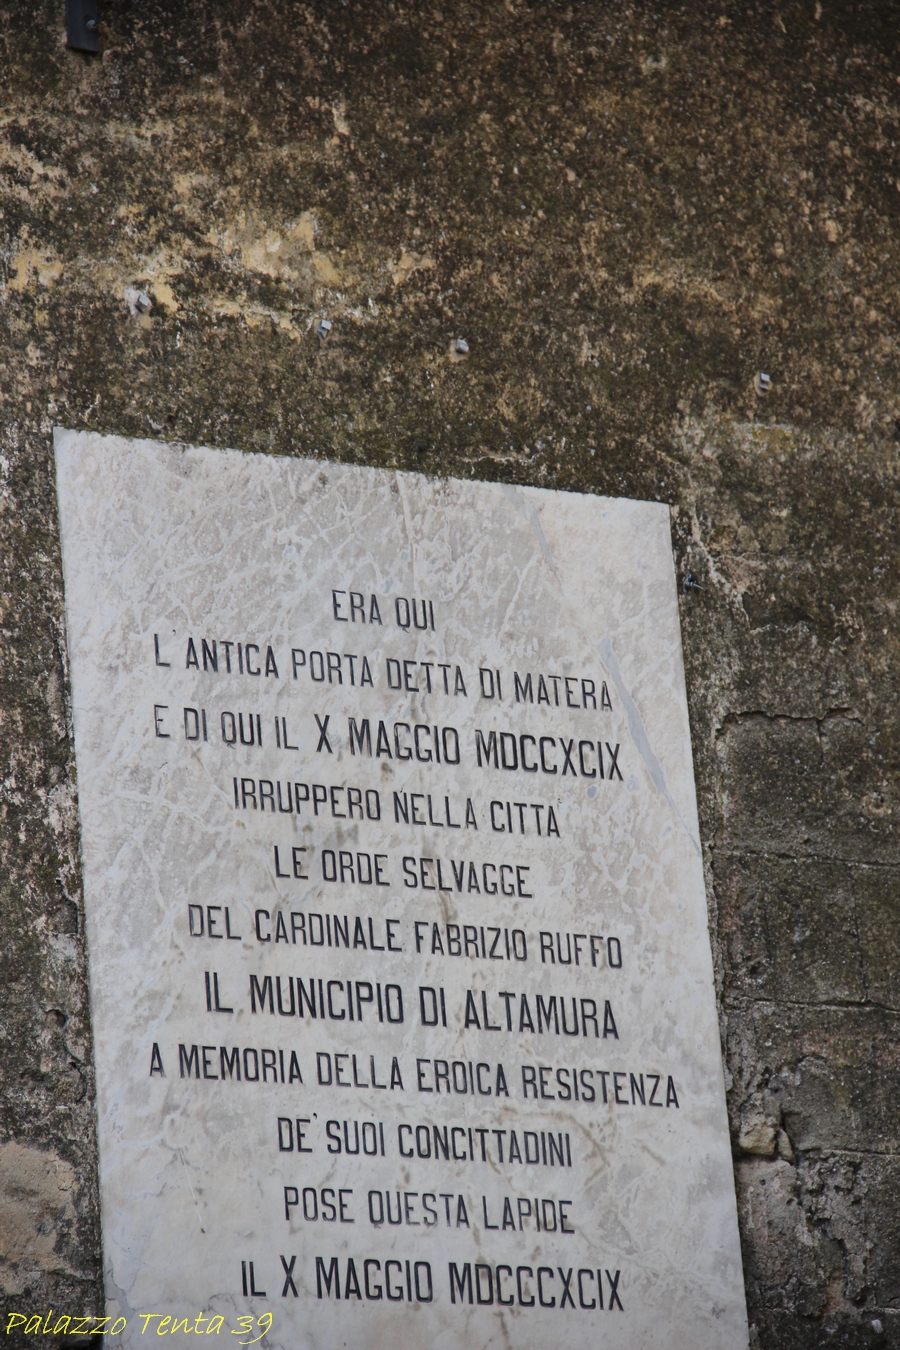 ERA QUI
L'ANTICA PORTA DETTA DI MATERA
E DI QUI IL X MAGGIO MDCCXCIX
IRRUPPERO NELLA CITTÀ
LE ORDE SELVAGGE
DEL CARDINALE FABRIZIO RUFFO
IL MUNICIPIO DI ALTAMURA
A MEMORIA DELLA EROICA RESISTENZA
DE' SUOI CONCITTADINI
POSE QUESTA LAPIDE
IL X MAGGIO MDCCCXCIX
Palazzo Tenta 39